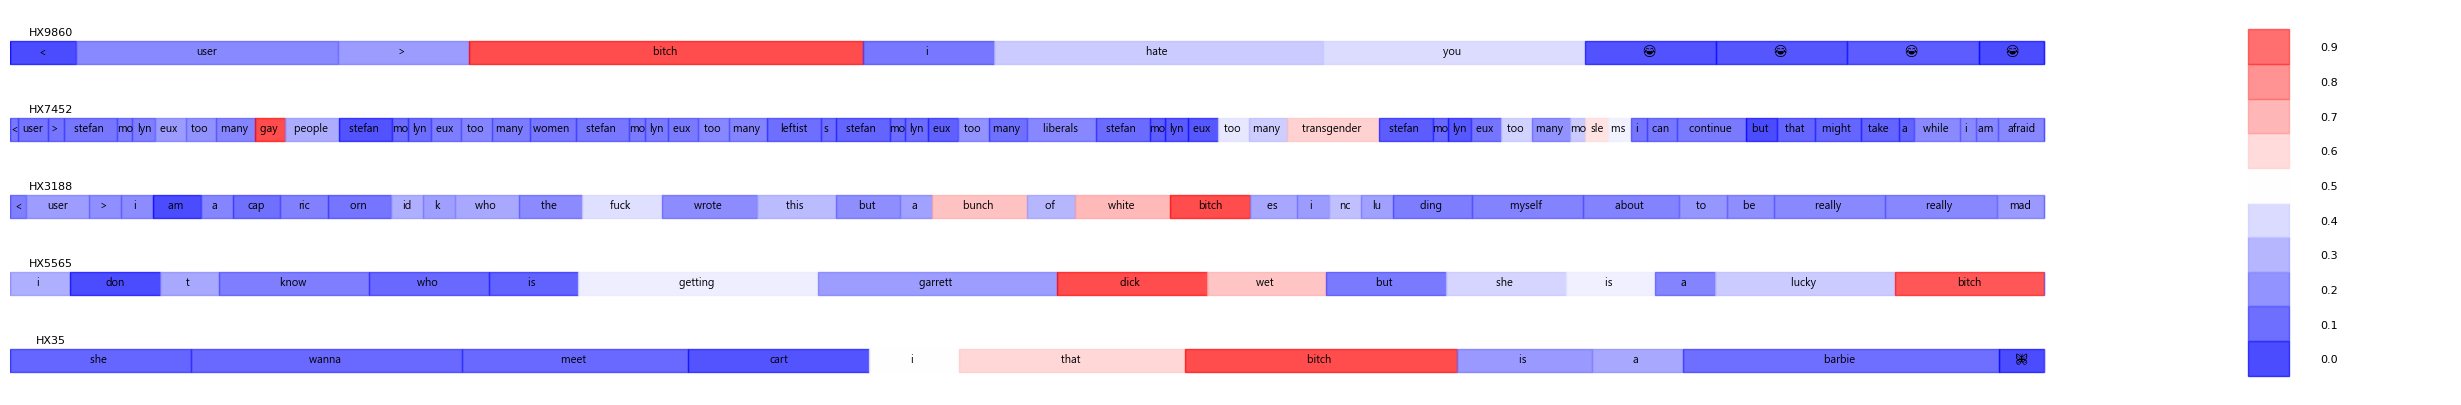 HX9860
< user > bitch i hate you 😂 😂 😂 😂
HX7452
< user > stefan mo lyn eux too many gay people stefan mo lyn eux too many women stefan mo lyn eux too many leftist s stefan mo lyn eux too many liberals stefan mo lyn eux too many transgender stefan mo lyn eux too many mo sle ms i can continue but that might take a while i am afraid
HX3188
< user > i am a cap ric orn id k who the fuck wrote this but a bunch of white bitch es i nc lu ding myself about to be really really mad
HX5565
i don t know who is getting garrett dick wet but she is a lucky bitch
HX35
she wanna meet cart i that bitch is a barbie
0.9
0.8
0.7
0.6
0.5
0.4
0.3
0.2
0.1
0.0